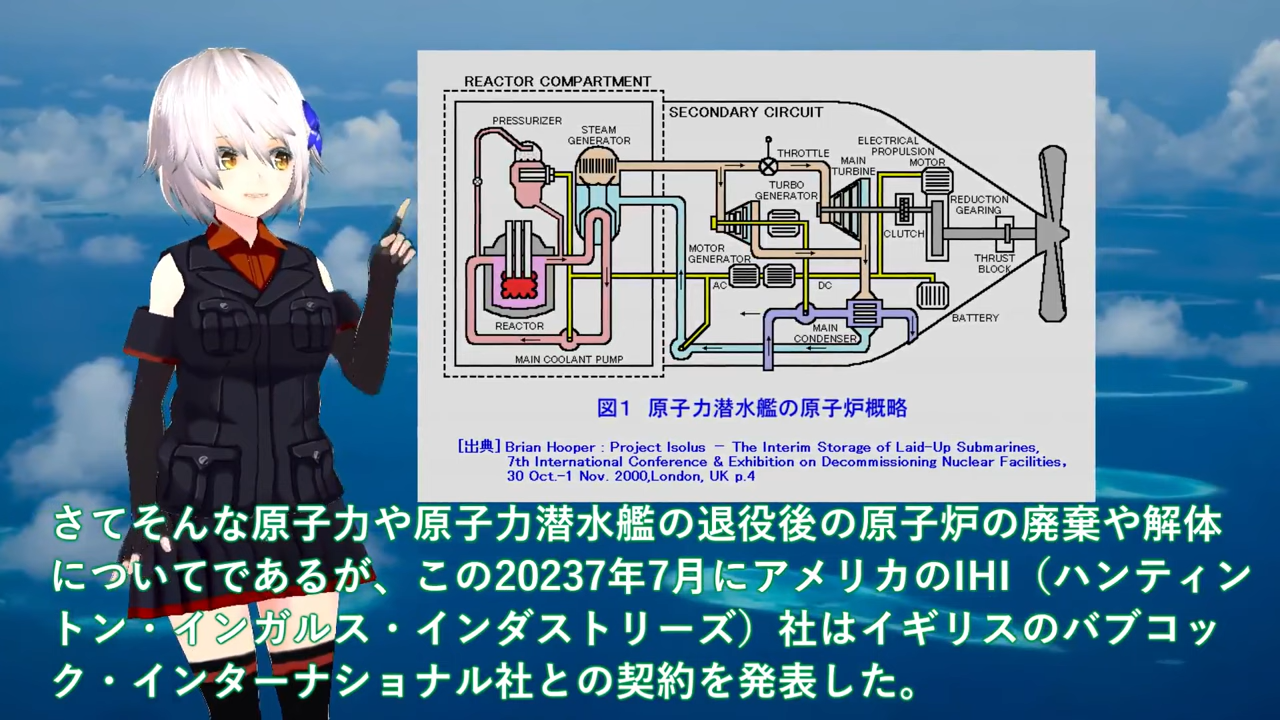 REACTOR COMPARTMENT
SECONDARY CIRCUIT
PRESSURIZER
STEAM
GENERATOR
THROTTLE
ELECTRICAL
PROPULSION
MOTOR
MAIN
TURBINE
TURBO
GENERATOR
REDUCTION
GEARING
CLUTCH
MOTOR
GENERATOR
THRUST
BLOCK
AC
DC
BATTERY
REACTOR
MAIN
CONDENSER
MAIN COOLANT PUMP
図1 原子力潜水艦の原子炉概略
[出典] Brian Hooper : Project Isolus - The Interim Storage of Laid-Up Submarines,
7th International Conference & Exhibition on Decommissioning Nuclear Facilities,
30 Oct.-1 Nov. 2000,London, UK p.4
さてそんな原子力や原子力潜水艦の退役後の原子炉の廃棄や解体
についてであるが、この20237年7月にアメリカのIHI（ハンティン
トン・インガルス・インダストリーズ）社はイギリスのバブコッ
ク・インターナショナル社との契約を発表した。